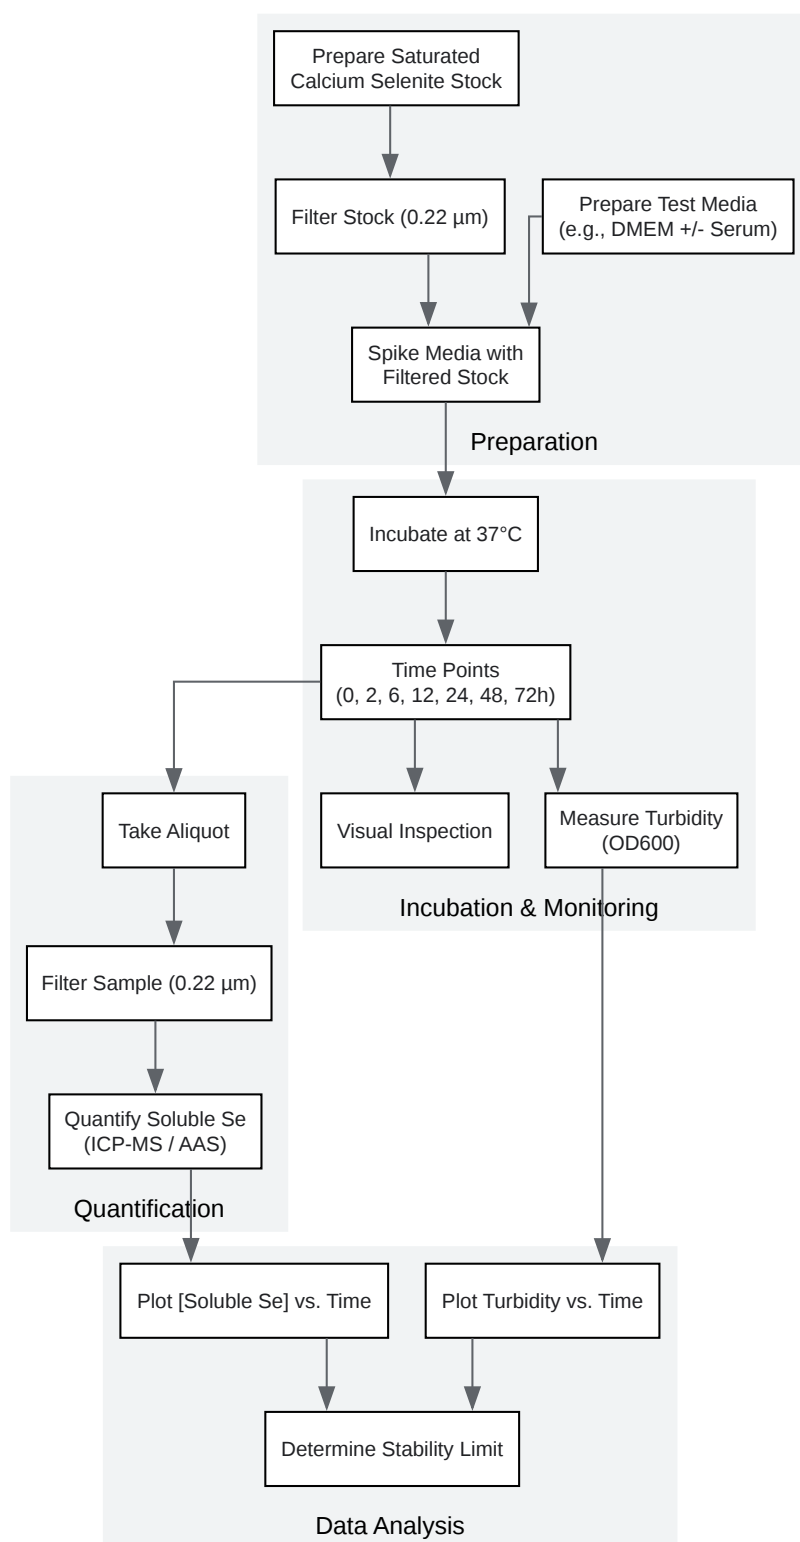 Prepare Saturated
Calcium Selenite Stock
Filter Stock (0.22 µm)
Prepare Test Media
(e.g., DMEM +/- Serum)
Spike Media with
Filtered Stock
Preparation
Incubate at 37°C
Time Points
(0, 2, 6, 12, 24, 48, 72h)
Take Aliquot
Visual Inspection
Measure Turbidity
(OD600)
Incubation & Monitoring
Filter Sample (0.22 µm)
Quantify Soluble Se
(ICP-MS / AAS)
Quantification
Plot [Soluble Se] vs. Time
Plot Turbidity vs. Time
Determine Stability Limit
Data Analysis